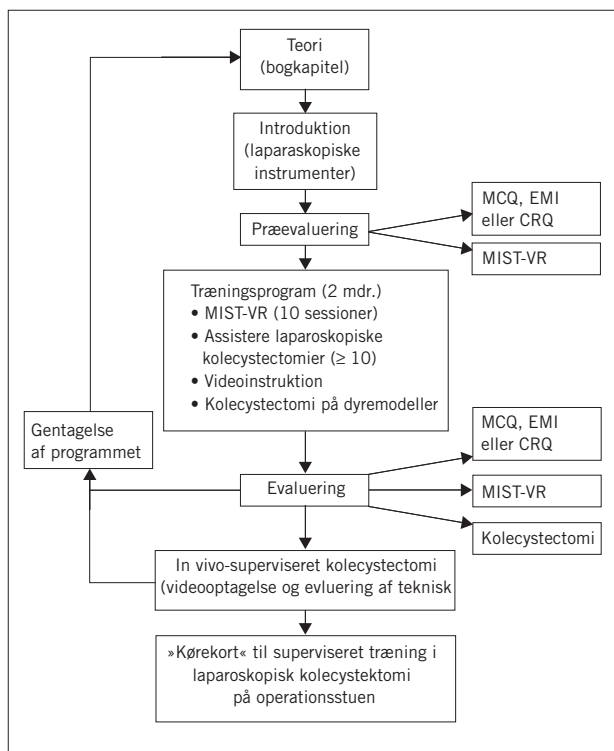 Teori
(bogkapitel)
Introduktion
(laparaskopiske
instrumenter)
Præevaluering
MCQ, EMI
eller CRQ
MIST-VR
Træningsprogram (2 mdr.)
• MIST-VR (10 sessioner)
• Assistere laparoskopiske
kolecystectomier (≥ 10)
• Videoinstruktion
• Kolecystectomi på dyremodeller
Gentagelse
af programmet
Evaluering
MCQ, EMI
eller CRQ
MIST-VR
Kolecystectomi
In vivo-superviseret kolecystectomi
(videooptagelse og evluering af teknisk
»Kørekort« til superviseret træning i
laparoskopisk kolecystektomi
på operationsstuen